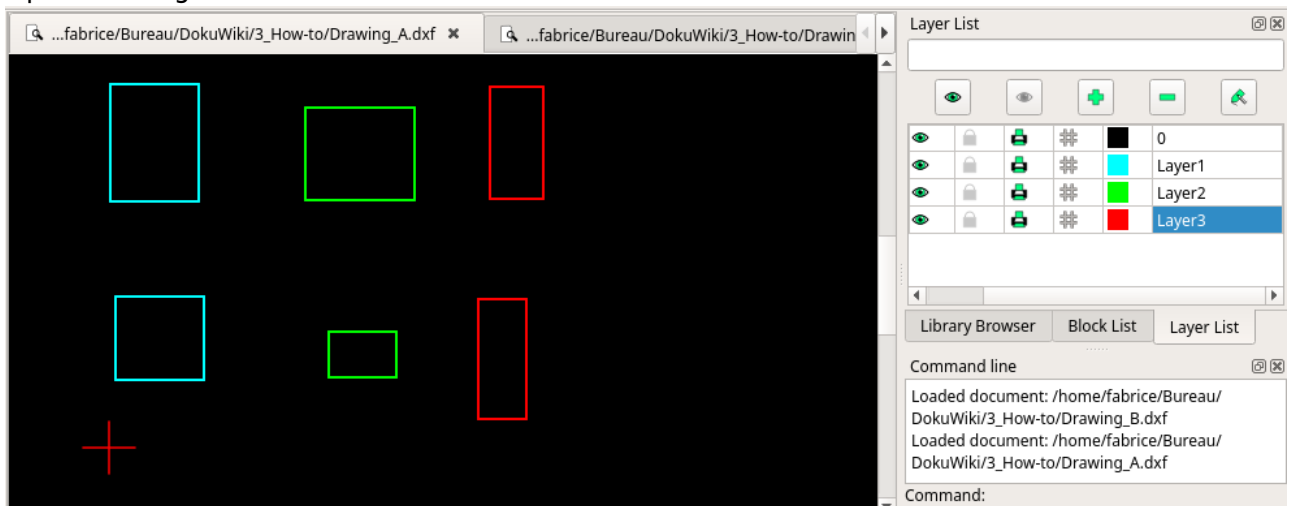 ...fabrice/Bureau/DokuWiki/3_How-to/Drawing_A.dxf
...fabrice/Bureau/DokuWiki/3_How-to/Drawin
Layer List
0
Layer1
Layer2
Layer3
Library Browser
Block List
Layer List
Command line
Loaded document: /home/fabrice/Bureau/
DokuWiki/3_How-to/Drawing_B.dxf
Loaded document: /home/fabrice/Bureau/
DokuWiki/3_How-to/Drawing_A.dxf
Command: